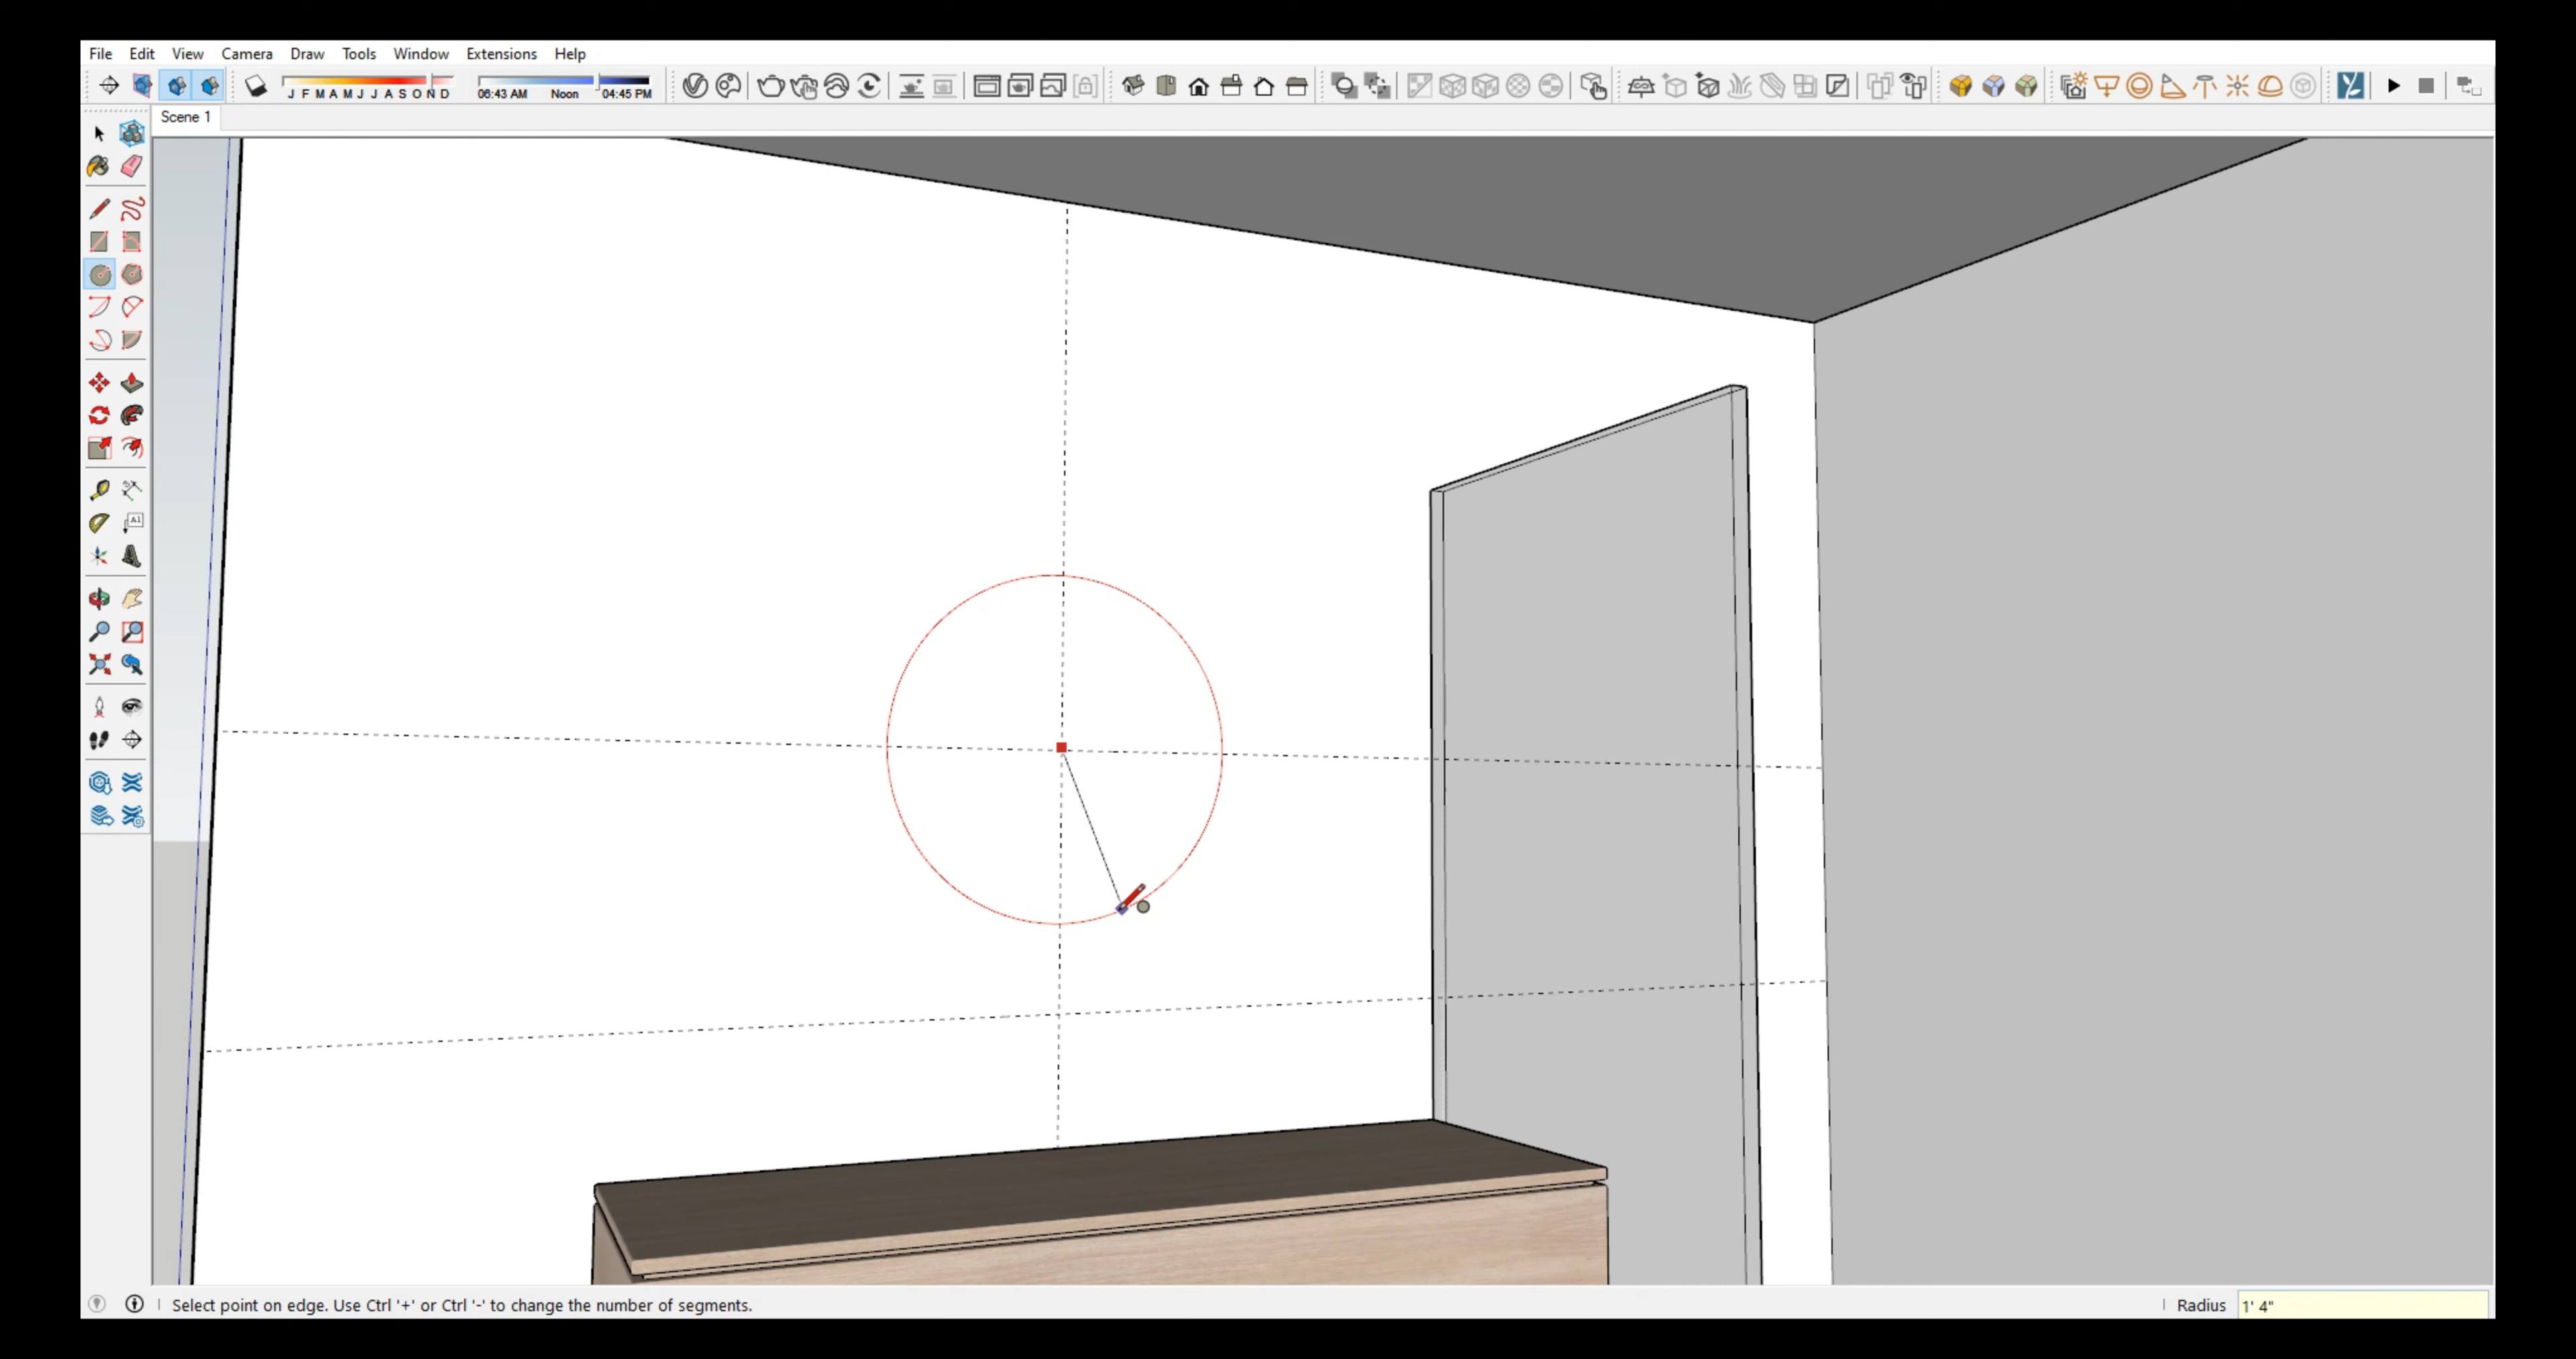 File Edit View Camera Draw Tools Window Extensions Help
J F M A M J J A S O N D 06:43 AM Noon 04:45 PM
Scene 1
A1
Select point on edge. Use Ctrl '+' or Ctrl '-' to change the number of segments. Radius 1' 4"